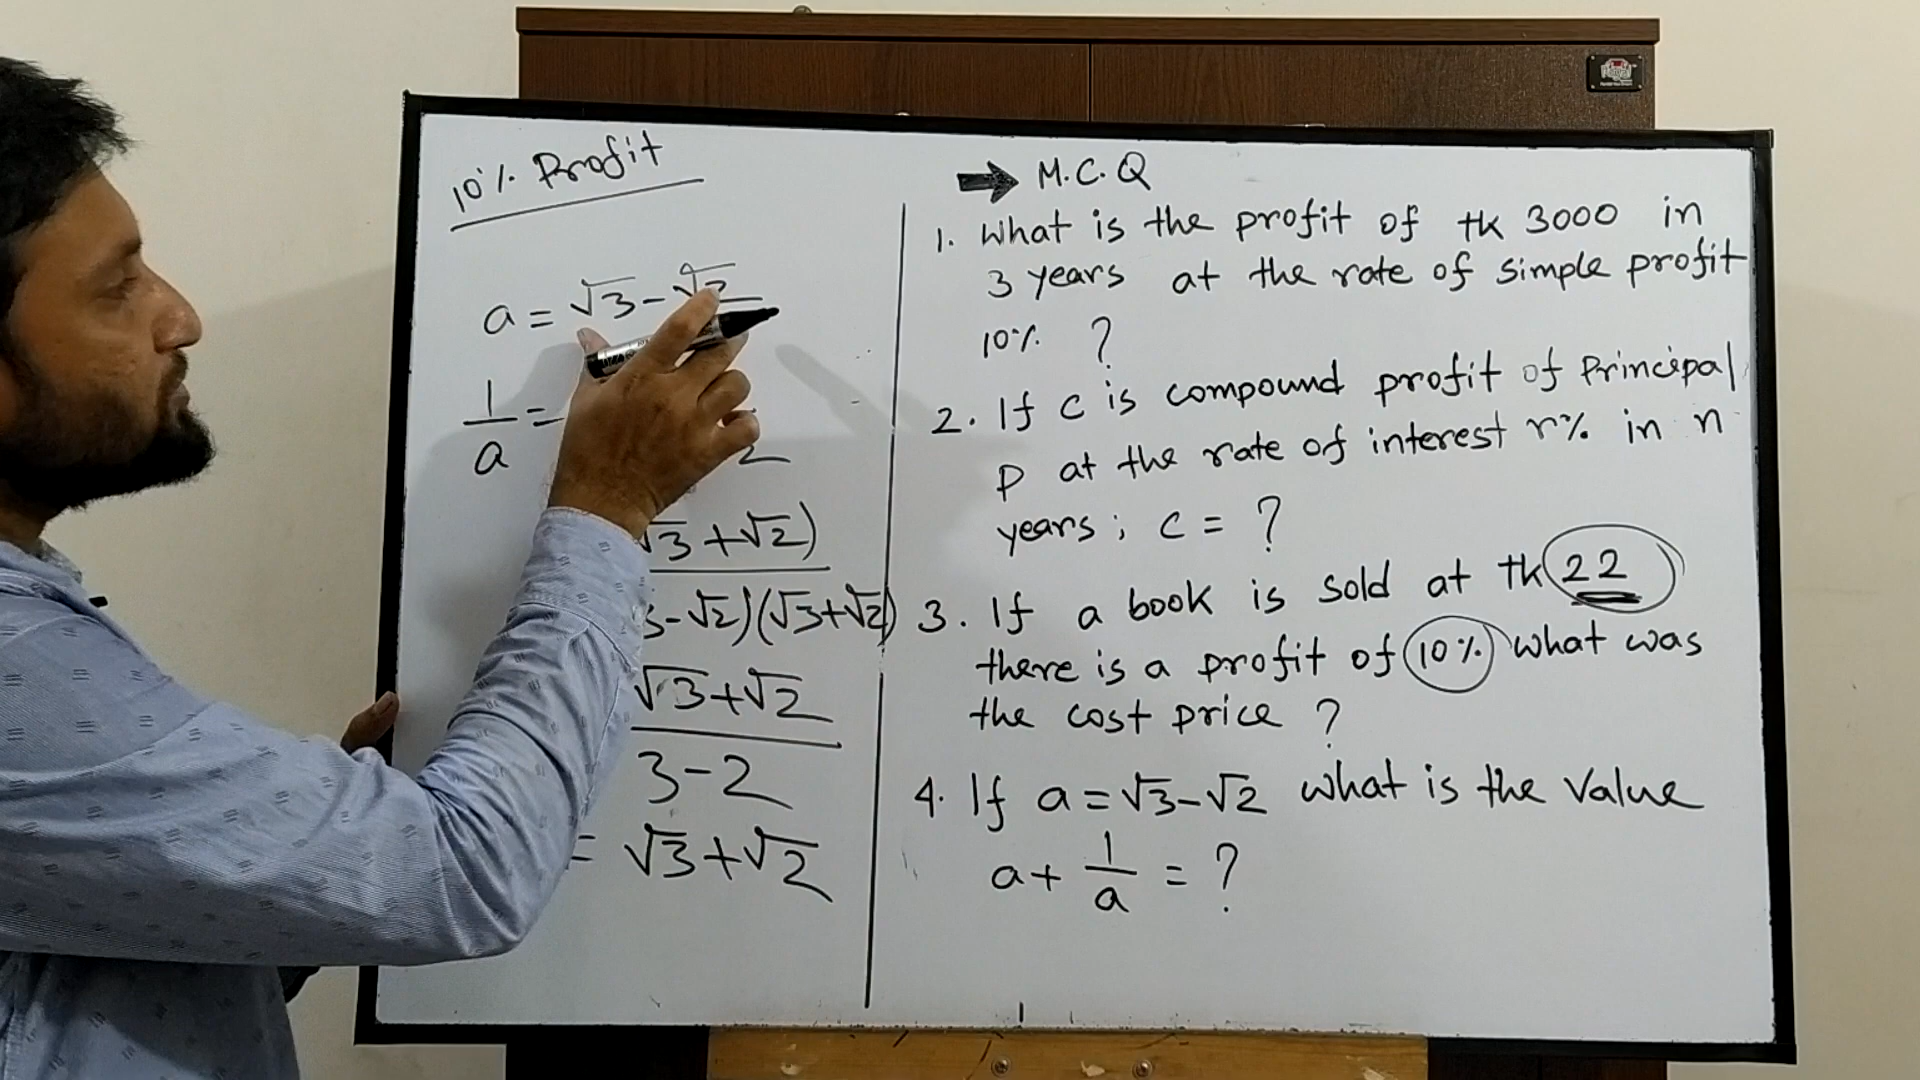 10% Profit
a = √3 - √2
1/a =
√3 + √2)
3 - √2)(√3 + √2)
√3 + √2
3 - 2
= √3 + √2
➡ M.C.Q
1. What is the profit of tk 3000 in
3 years at the rate of simple profit
10% ?
2. If c is compound profit of Principal
p at the rate of interest r% in n
years; c = ?
3. If a book is sold at tk 22
there is a profit of 10% what was
the cost price ?
4. If a = √3 - √2 what is the Value
a + 1/a = ?